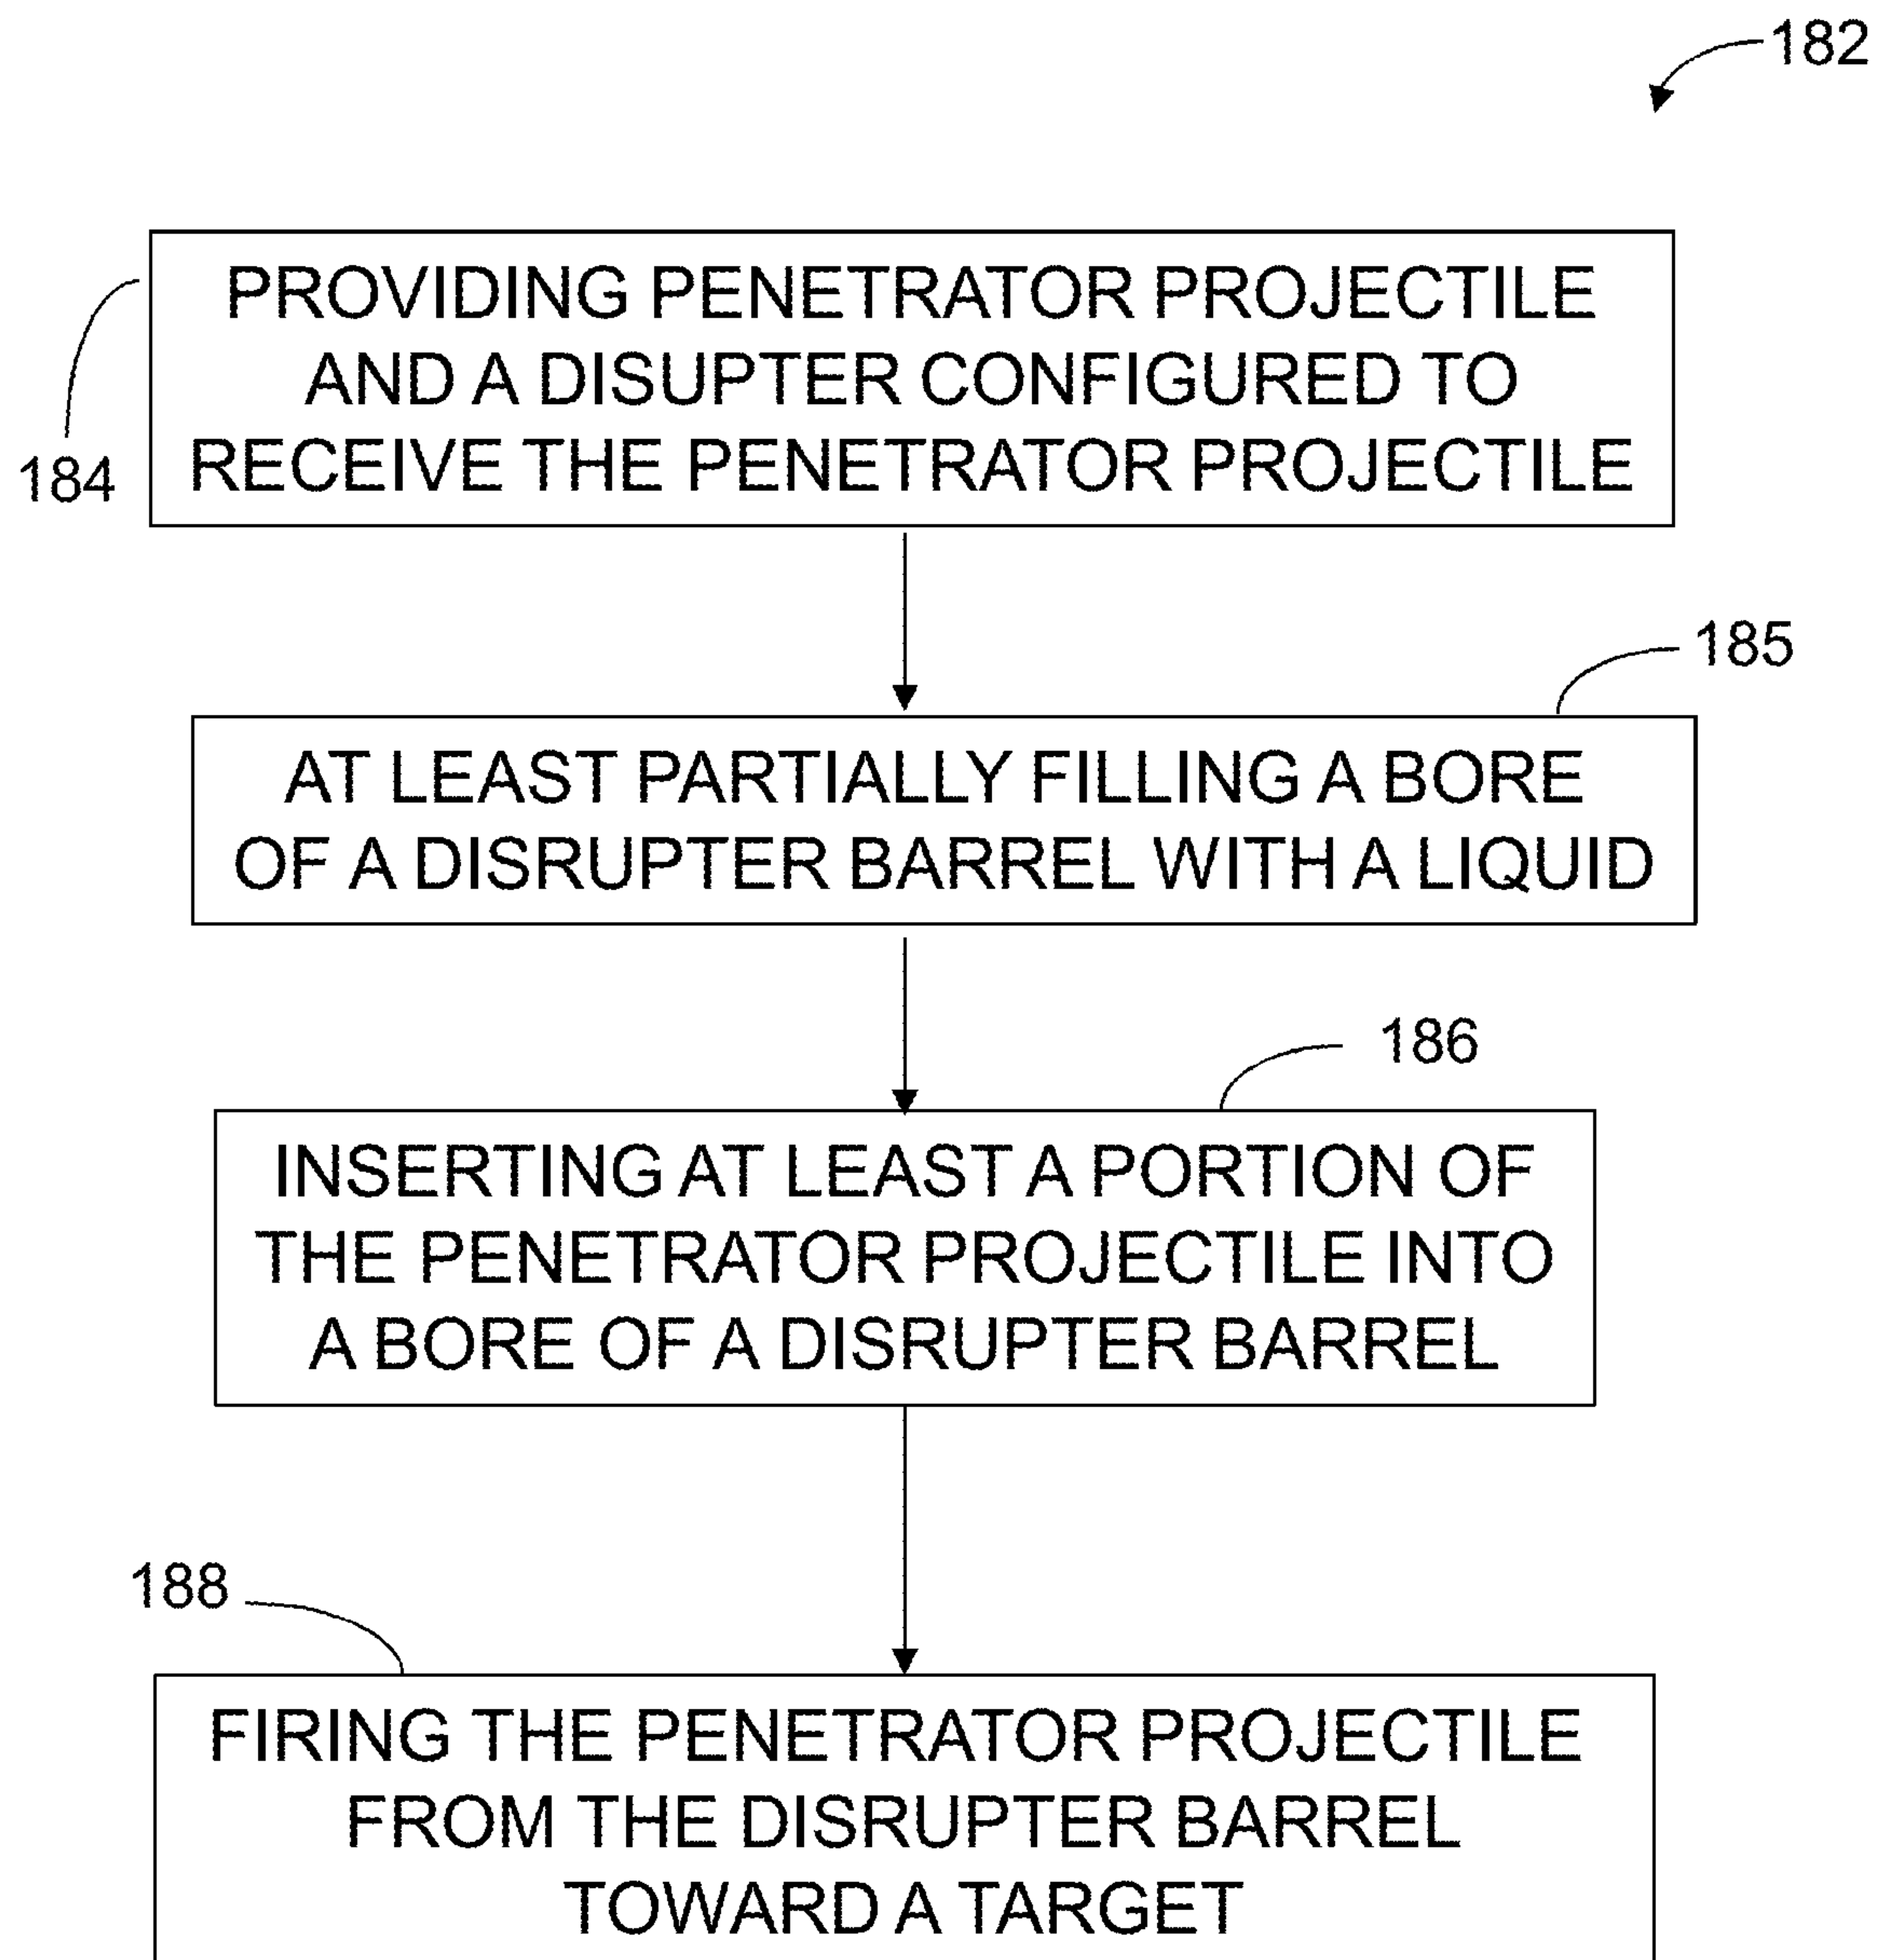 182
PROVIDING PENETRATOR PROJECTILE
AND A DISUPTER CONFIGURED TO
RECEIVE THE PENETRATOR PROJECTILE
184
185
AT LEAST PARTIALLY FILLING A BORE
OF A DISRUPTER BARREL WITH A LIQUID
186
INSERTING AT LEAST A PORTION OF
THE PENETRATOR PROJECTILE INTO
A BORE OF A DISRUPTER BARREL
188
FIRING THE PENETRATOR PROJECTILE
FROM THE DISRUPTER BARREL
TOWARD A TARGET